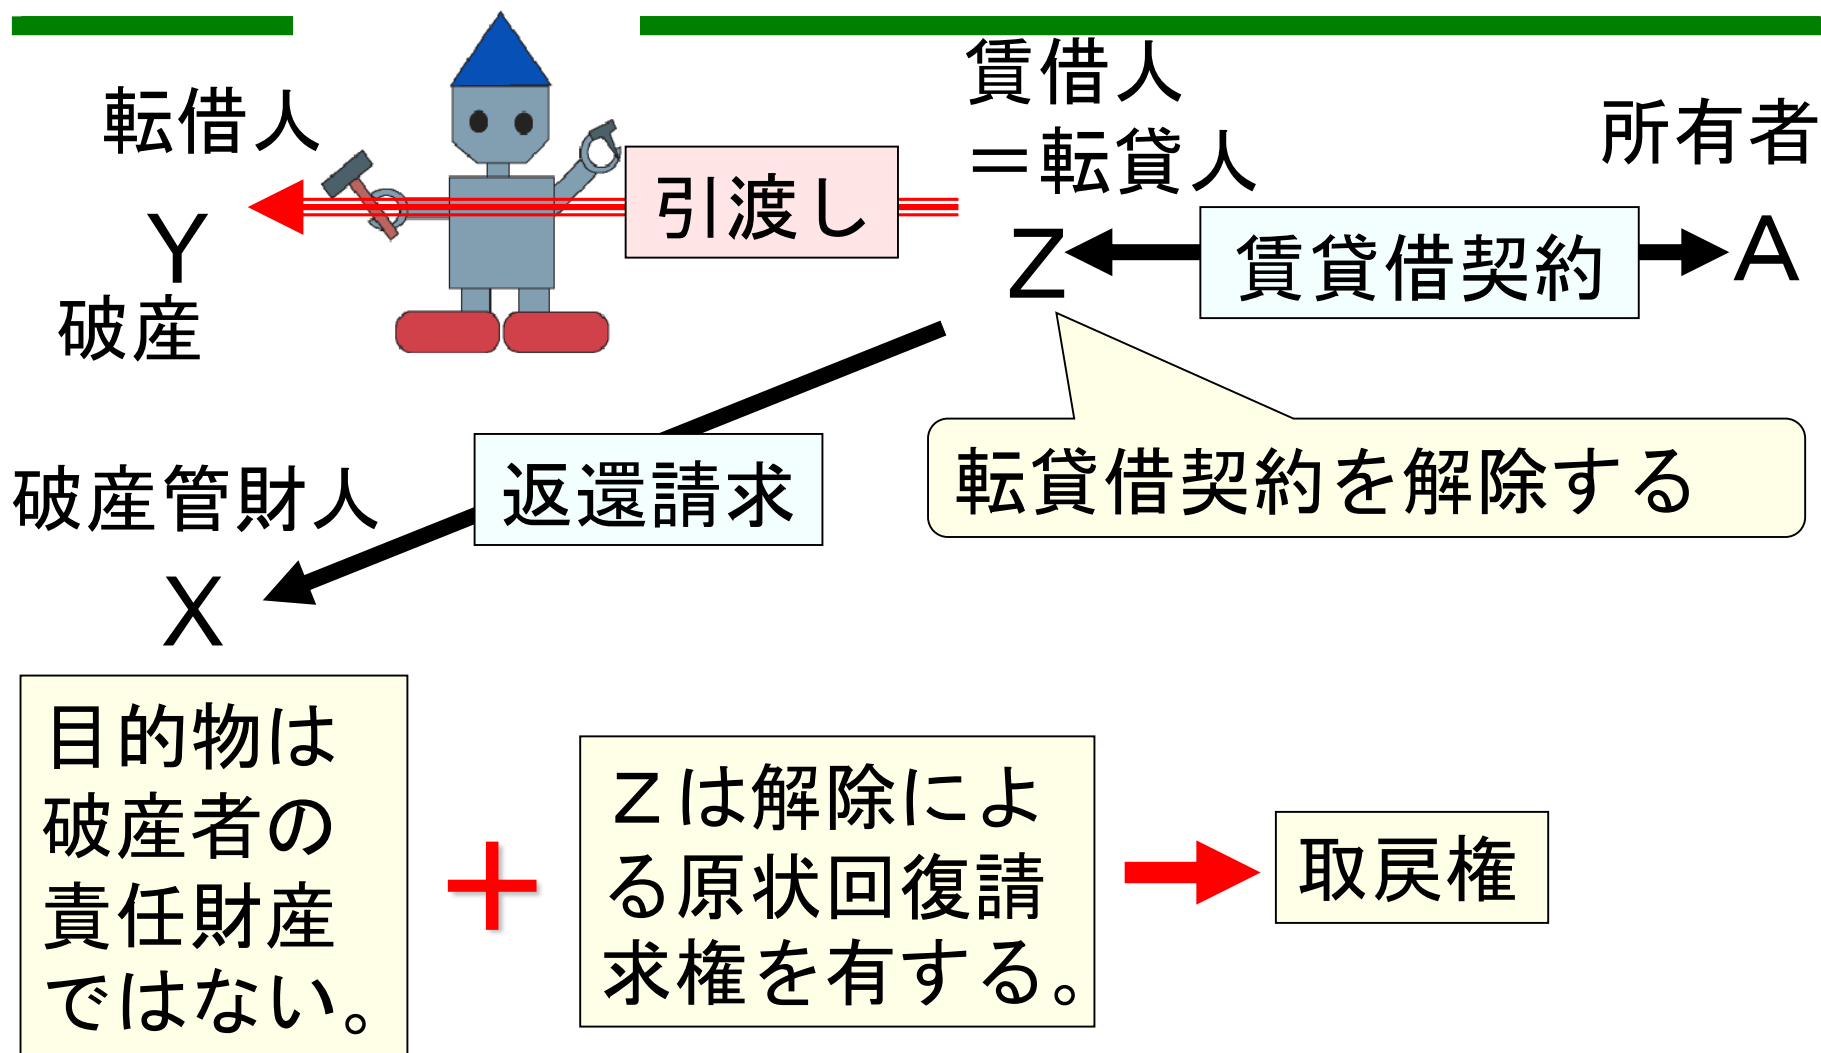 転借人
Y
破産
引渡し
賃借人
＝転貸人
Z
賃貸借契約
所有者
A
転貸借契約を解除する
返還請求
破産管財人
X
目的物は
破産者の
責任財産
ではない。
＋
Zは解除によ
る原状回復請
求権を有する。
取戻権